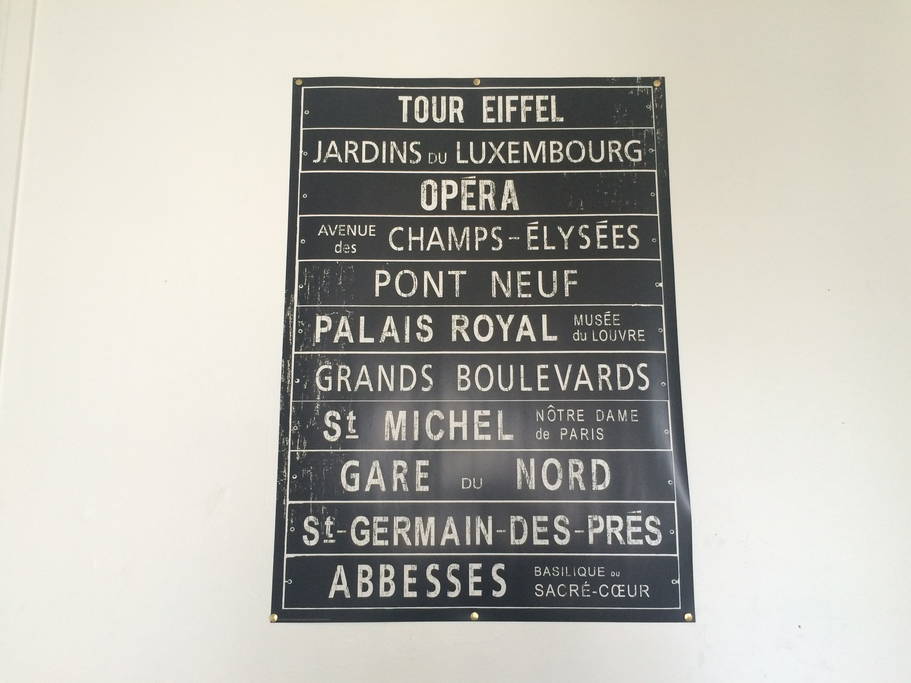 TOUR EIFFEL
JARDINS DU LUXEMBOURG
OPÉRA
AVENUE des CHAMPS-ÉLYSÉES
PONT NEUF
PALAIS ROYAL MUSÉE du LOUVRE
GRANDS BOULEVARDS
St MICHEL NÔTRE DAME de PARIS
GARE DU NORD
St-GERMAIN-DES-PRÉS
ABBESSES BASILIQUE DU SACRÉ-CŒUR